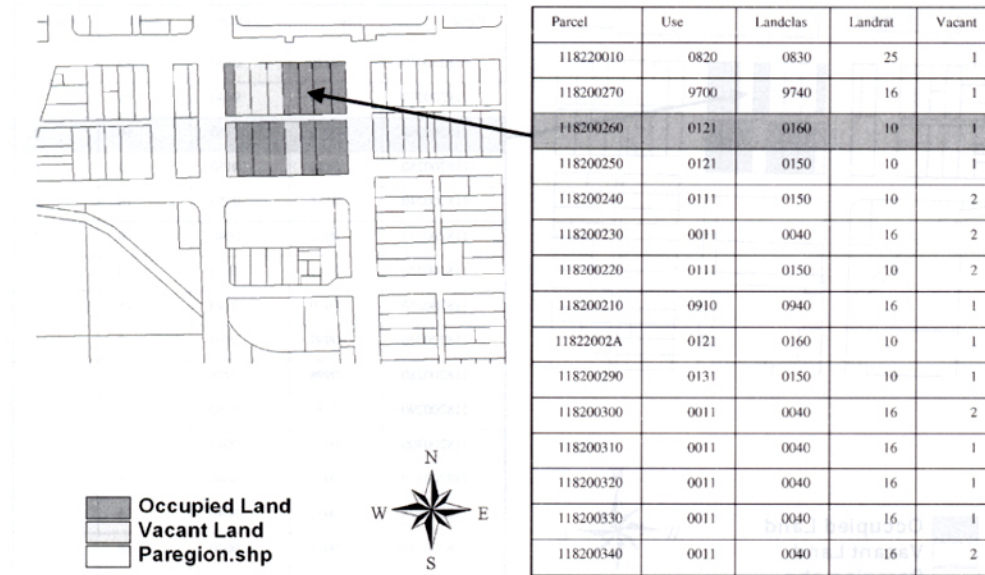 Parcel Use Landclas Landrat Vacant
118220010 0820 0830 25 1
118200270 9700 9740 16 1
118200260 0121 0160 10 1
118200250 0121 0150 10 1
118200240 0111 0150 10 2
118200230 0011 0040 16 2
118200220 0111 0150 10 2
118200210 0910 0940 16 1
11822002A 0121 0160 10 1
118200290 0131 0150 10 1
118200300 0011 0040 16 2
118200310 0011 0040 16 1
118200320 0011 0040 16 1
118200330 0011 0040 16 1
118200340 0011 0040 16 2
N
W E
S
Occupied Land
Vacant Land
Paregion.shp